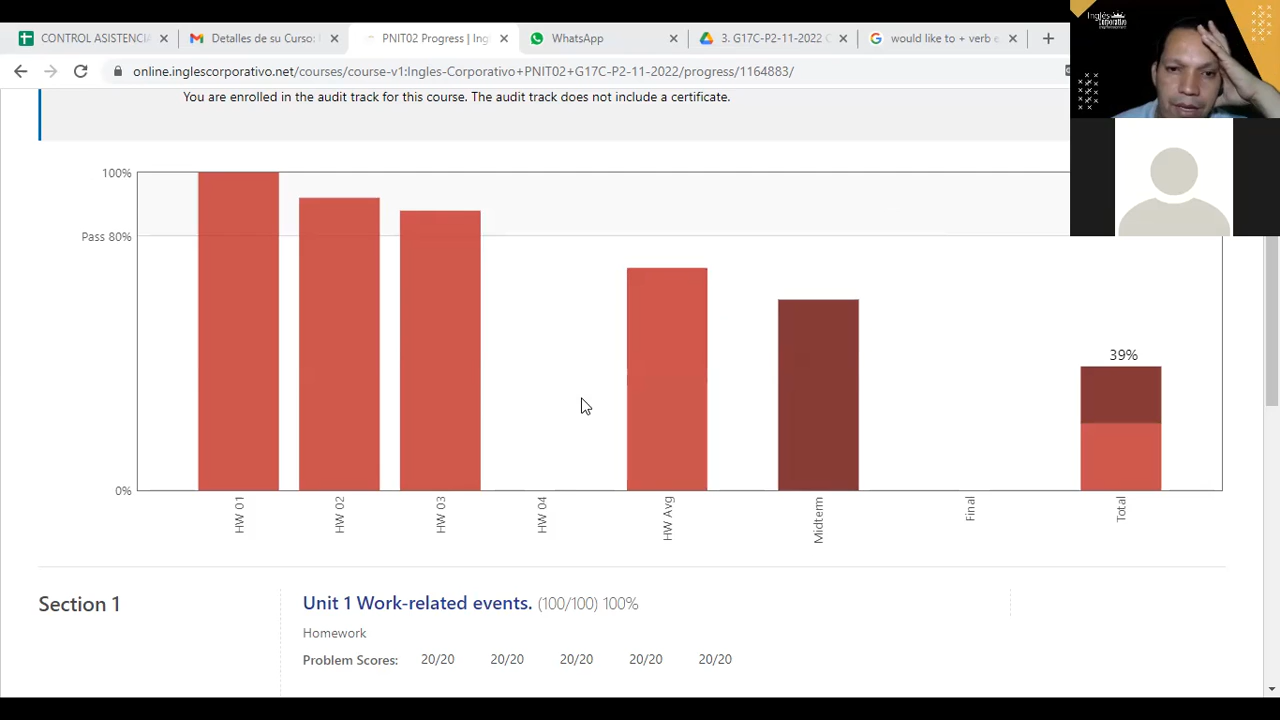 CONTROL ASISTENCIA
Detalles de su Curso:
PNIT02 Progress | Ing
WhatsApp
3. G17C-P2-11-2022 C
would like to + verb e
online.inglescorporativo.net/courses/course-v1:Ingles-Corporativo+PNIT02+G17C-P2-11-2022/progress/1164883/
Inglés
Corporativo
You are enrolled in the audit track for this course. The audit track does not include a certificate.
100%
Pass 80%
39%
0%
HW 01
HW 02
HW 03
HW 04
HW Avg
Midterm
Final
Total
Section 1
Unit 1 Work-related events. (100/100) 100%
Homework
Problem Scores: 20/20 20/20 20/20 20/20 20/20